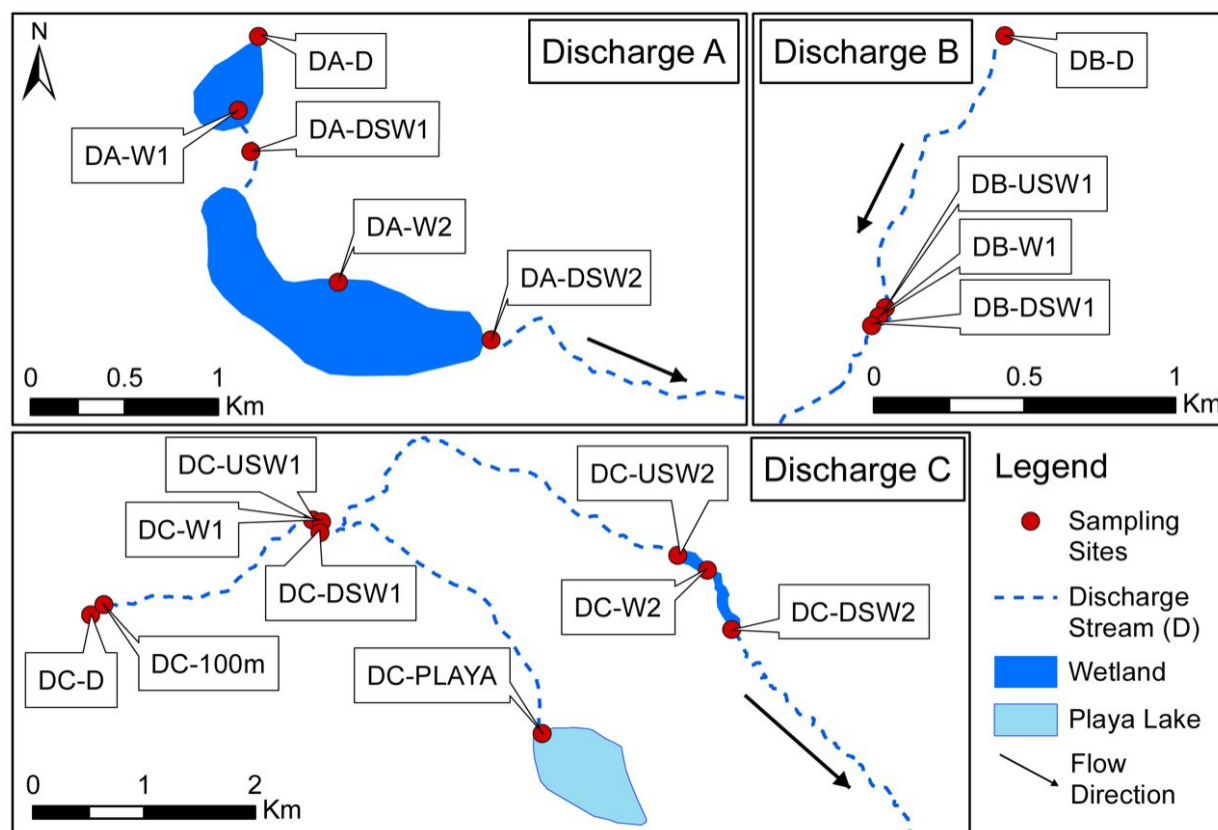 N
Discharge A
DA-D
DA-DSW1
DA-W1
DA-W2
DA-DSW2
0 0.5 1
Km
Discharge B
DB-D
DB-USW1
DB-W1
DB-DSW1
0 0.5 1
Km
Discharge C
DC-USW1
DC-USW2
DC-W1
DC-DSW1
DC-W2
DC-DSW2
DC-D
DC-100m
DC-PLAYA
0 1 2
Km
Legend
Sampling
Sites
Discharge
Stream (D)
Wetland
Playa Lake
Flow
Direction